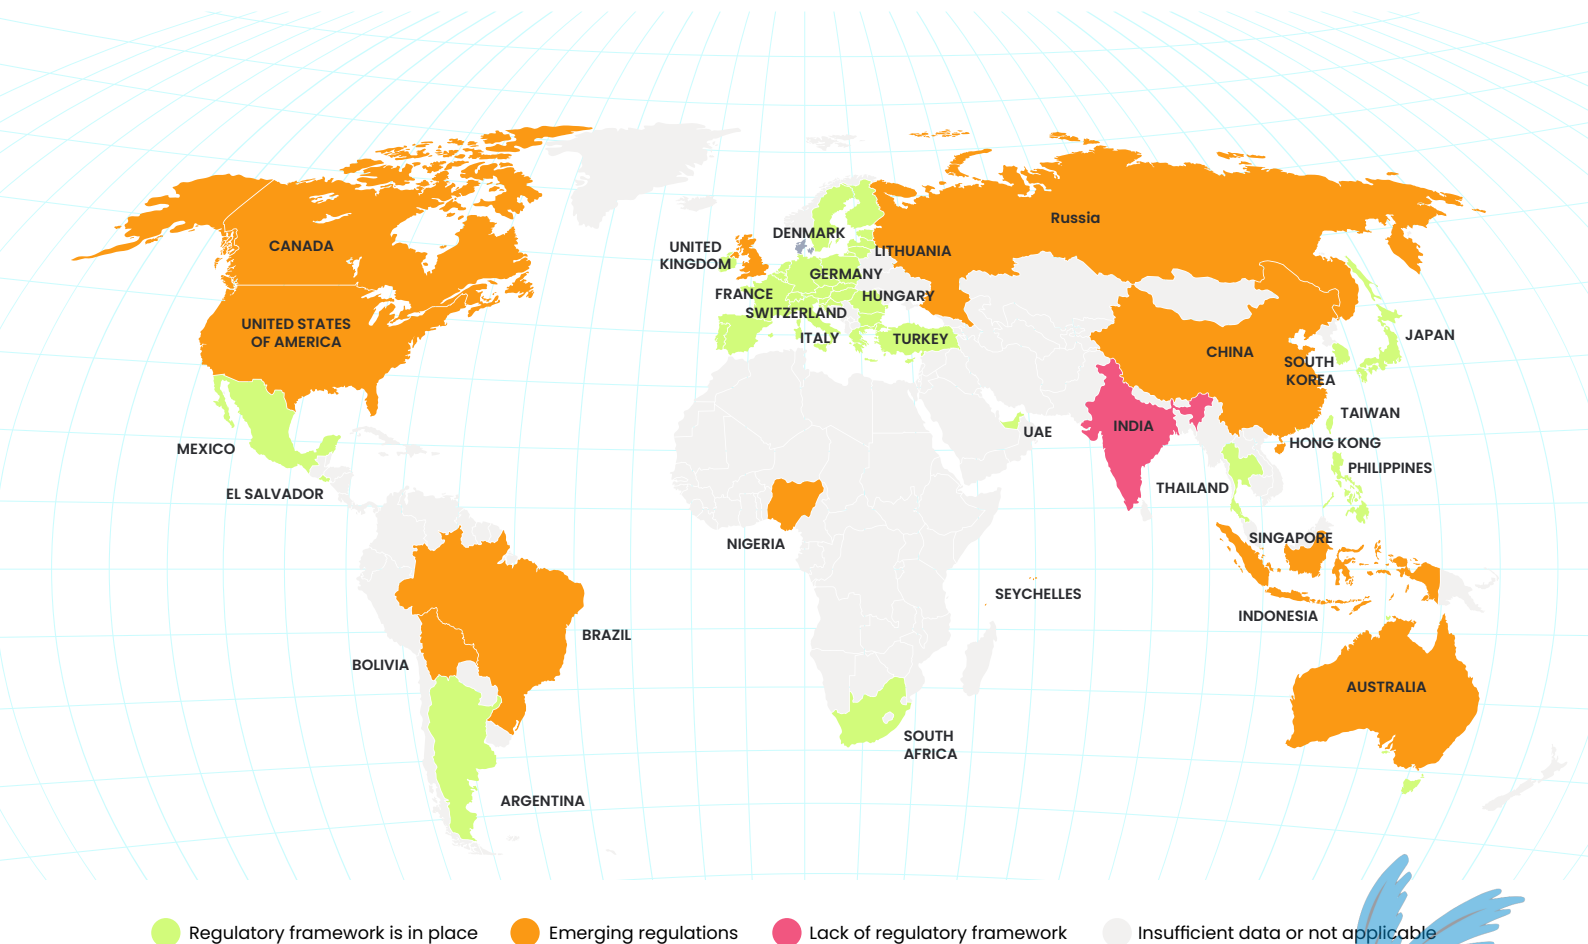 CANADA
UNITED STATES
OF AMERICA
MEXICO
EL SALVADOR
BOLIVIA
BRAZIL
ARGENTINA
UNITED
KINGDOM
DENMARK
LITHUANIA
GERMANY
FRANCE
HUNGARY
SWITZERLAND
ITALY
TURKEY
Russia
CHINA
JAPAN
SOUTH
KOREA
TAIWAN
HONG KONG
PHILIPPINES
UAE
INDIA
THAILAND
SINGAPORE
NIGERIA
SEYCHELLES
INDONESIA
AUSTRALIA
SOUTH
AFRICA
Regulatory framework is in place
Emerging regulations
Lack of regulatory framework
Insufficient data or not applicable